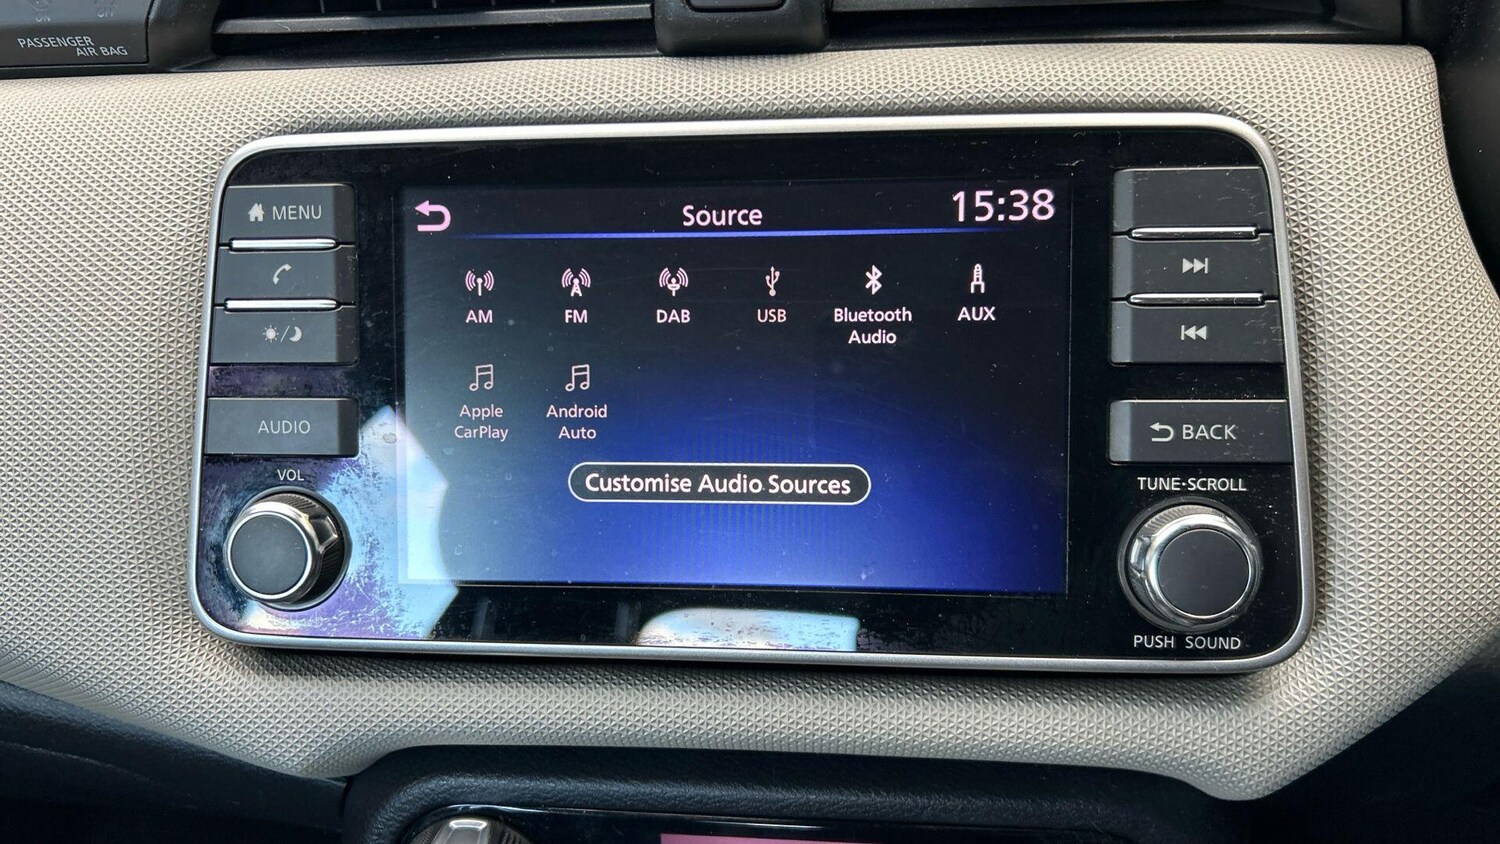 PASSENGER
AIR BAG
MENU
Source
15:38
AM
FM
DAB
USB
Bluetooth
Audio
AUX
Apple
CarPlay
Android
Auto
Customise Audio Sources
AUDIO
VOL
BACK
TUNE·SCROLL
PUSH SOUND